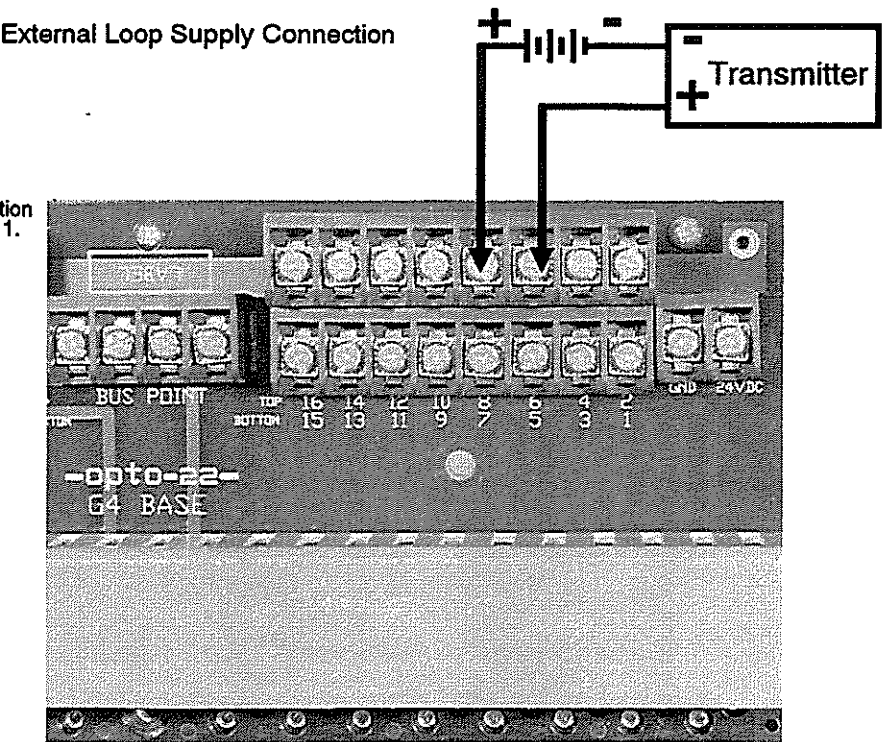 External Loop Supply Connection
+ -
- Transmitter
+
tion
1.
BUS POINT
TOP 16 14 12 10 8 6 4 2
BOTTOM 15 13 11 9 7 5 3 1
GND 24VDC
-opto-22-
G4 BASE